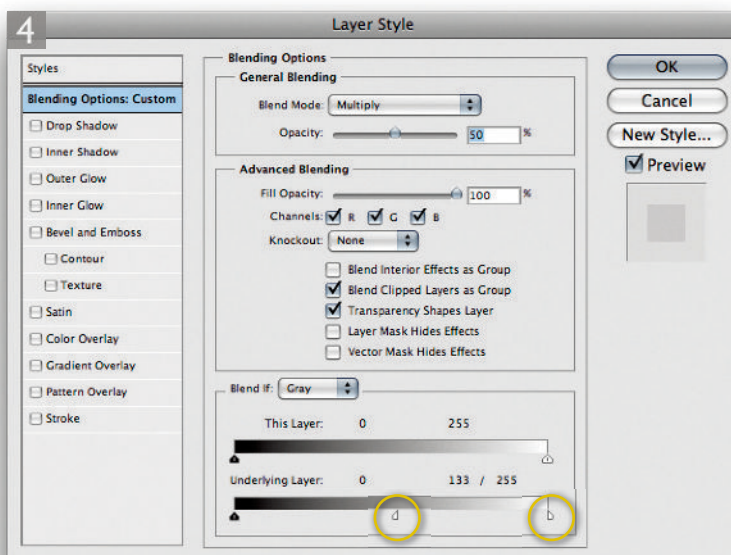 4
Layer Style
Styles
Blending Options: Custom
Drop Shadow
Inner Shadow
Outer Glow
Inner Glow
Bevel and Emboss
Contour
Texture
Satin
Color Overlay
Gradient Overlay
Pattern Overlay
Stroke
Blending Options
General Blending
Blend Mode: Multiply
Opacity: 50 %
Advanced Blending
Fill Opacity: 100 %
Channels: R G B
Knockout: None
Blend Interior Effects as Group
Blend Clipped Layers as Group
Transparency Shapes Layer
Layer Mask Hides Effects
Vector Mask Hides Effects
Blend If: Gray
This Layer: 0 255
Underlying Layer: 0 133 / 255
OK
Cancel
New Style...
Preview